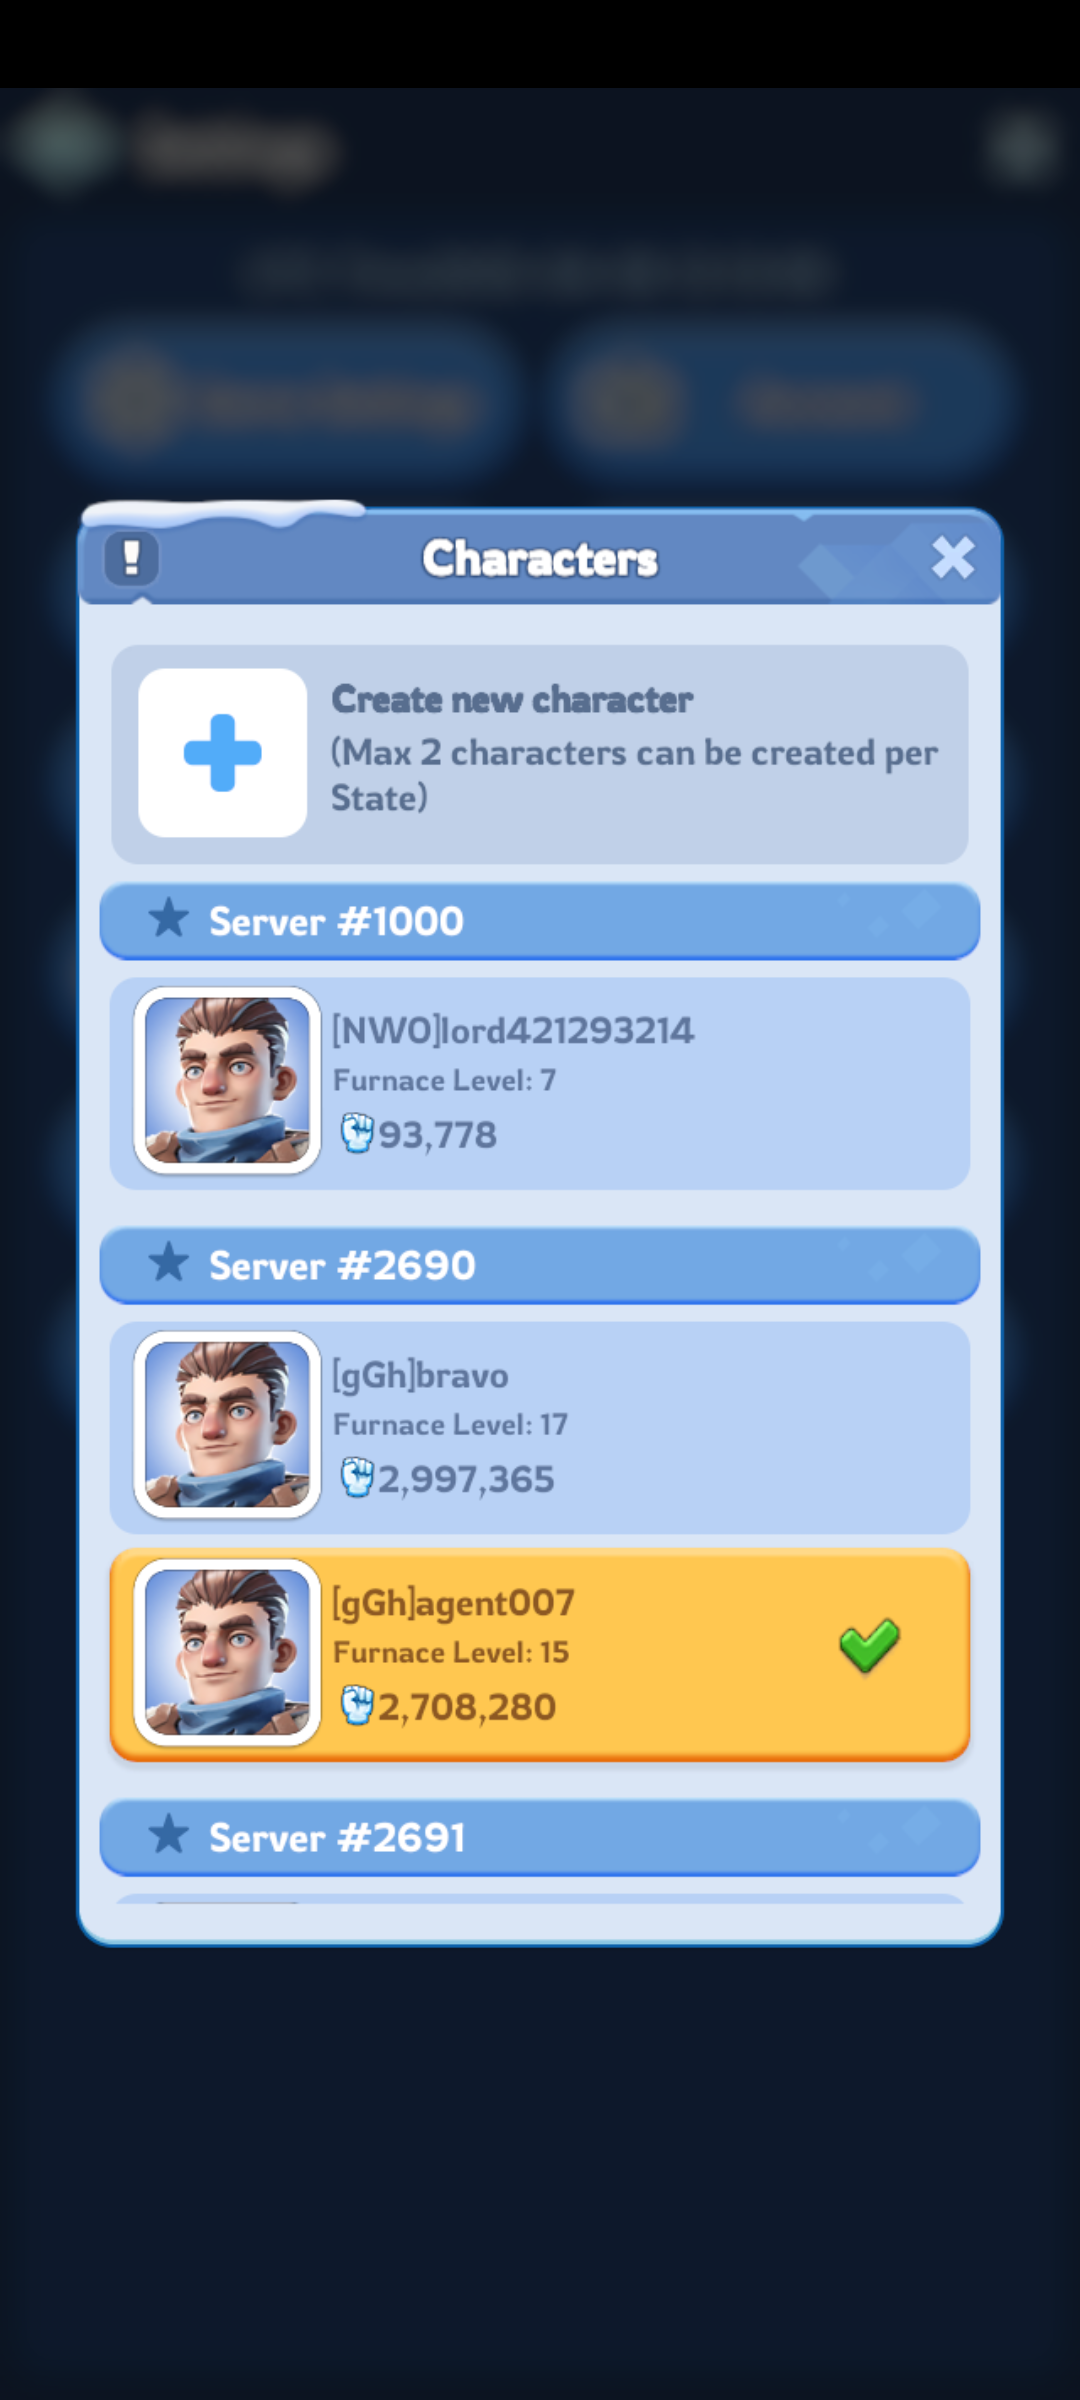 Characters
Create new character
(Max 2 characters can be created per
State)
Server #1000
[NWO]lord421293214
Furnace Level: 7
93,778
Server #2690
[gGh]bravo
Furnace Level: 17
2,997,365
[gGh]agent007
Furnace Level: 15
2,708,280
Server #2691